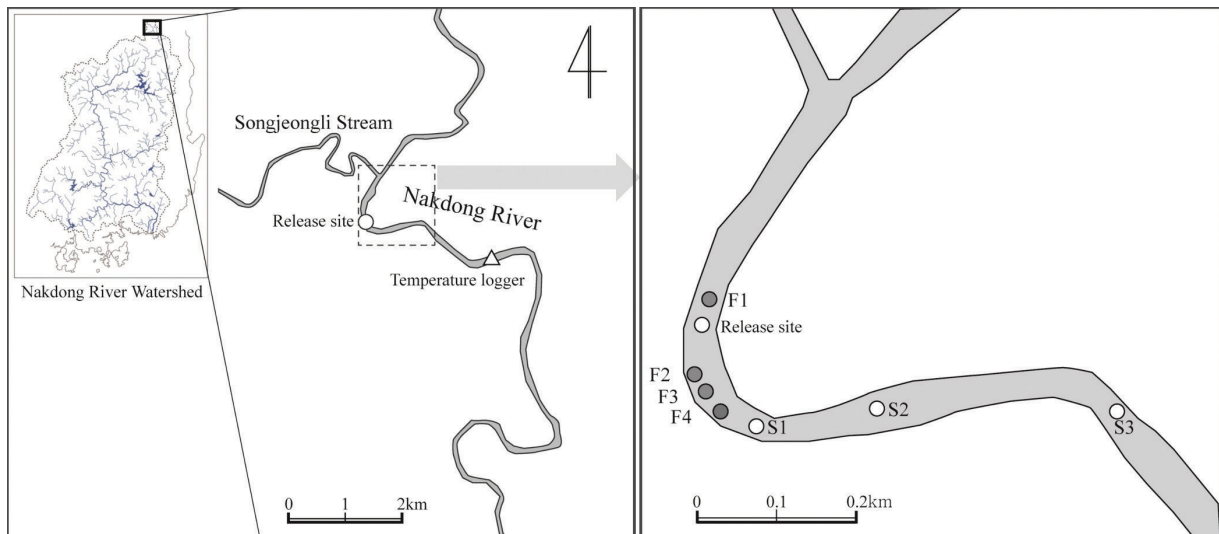 Songjeongli Stream
Nakdong River
Release site
Temperature logger
Nakdong River Watershed
0 1 2km
F1
Release site
F2
F3
F4
S1
S2
S3
0 0.1 0.2km